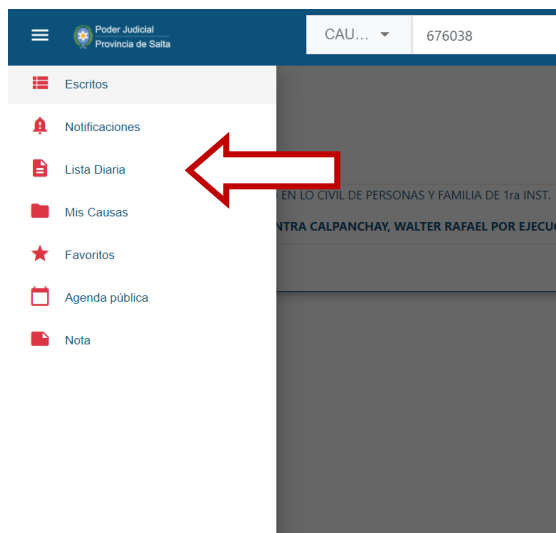 Poder Judicial
Provincia de Salta
CAU...
676038
Escritos
Notificaciones
Lista Diaria
Mis Causas
Favoritos
Agenda pública
Nota
EN LO CIVIL DE PERSONAS Y FAMILIA DE 1ra INST.
NTRA CALPANCHAY, WALTER RAFAEL POR EJECU